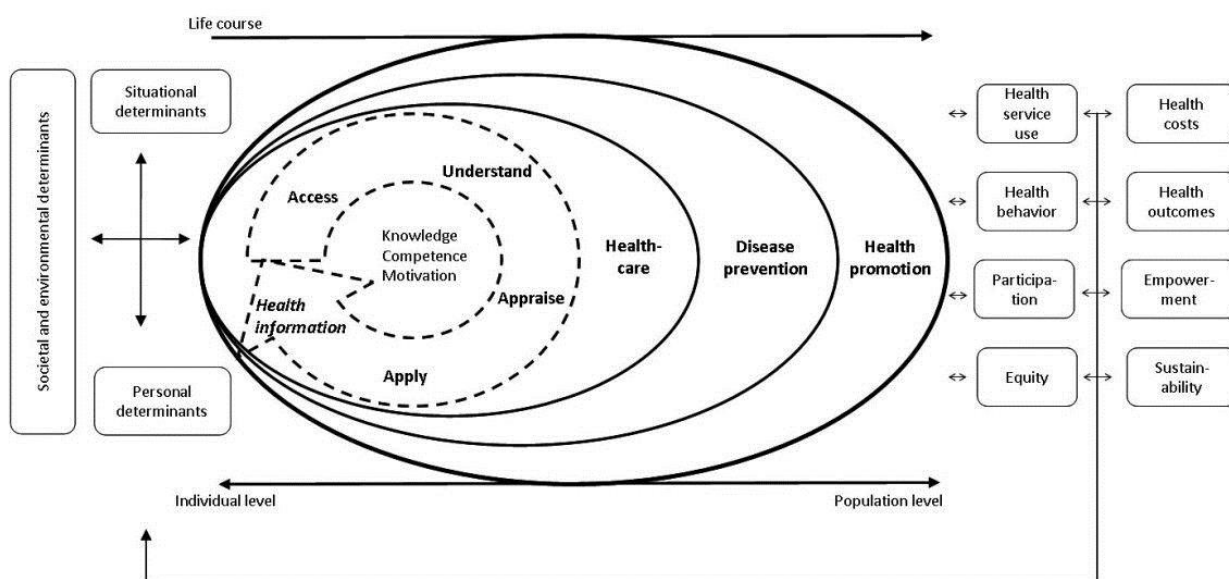 Life course
Societal and environmental determinants
Situational
determinants
Personal
determinants
Access
Understand
Knowledge
Competence
Motivation
Appraise
Health
information
Apply
Health-
care
Disease
prevention
Health
promotion
Health
service
use
Health
costs
Health
behavior
Health
outcomes
Participa-
tion
Empower-
ment
Equity
Sustain-
ability
Individual level
Population level